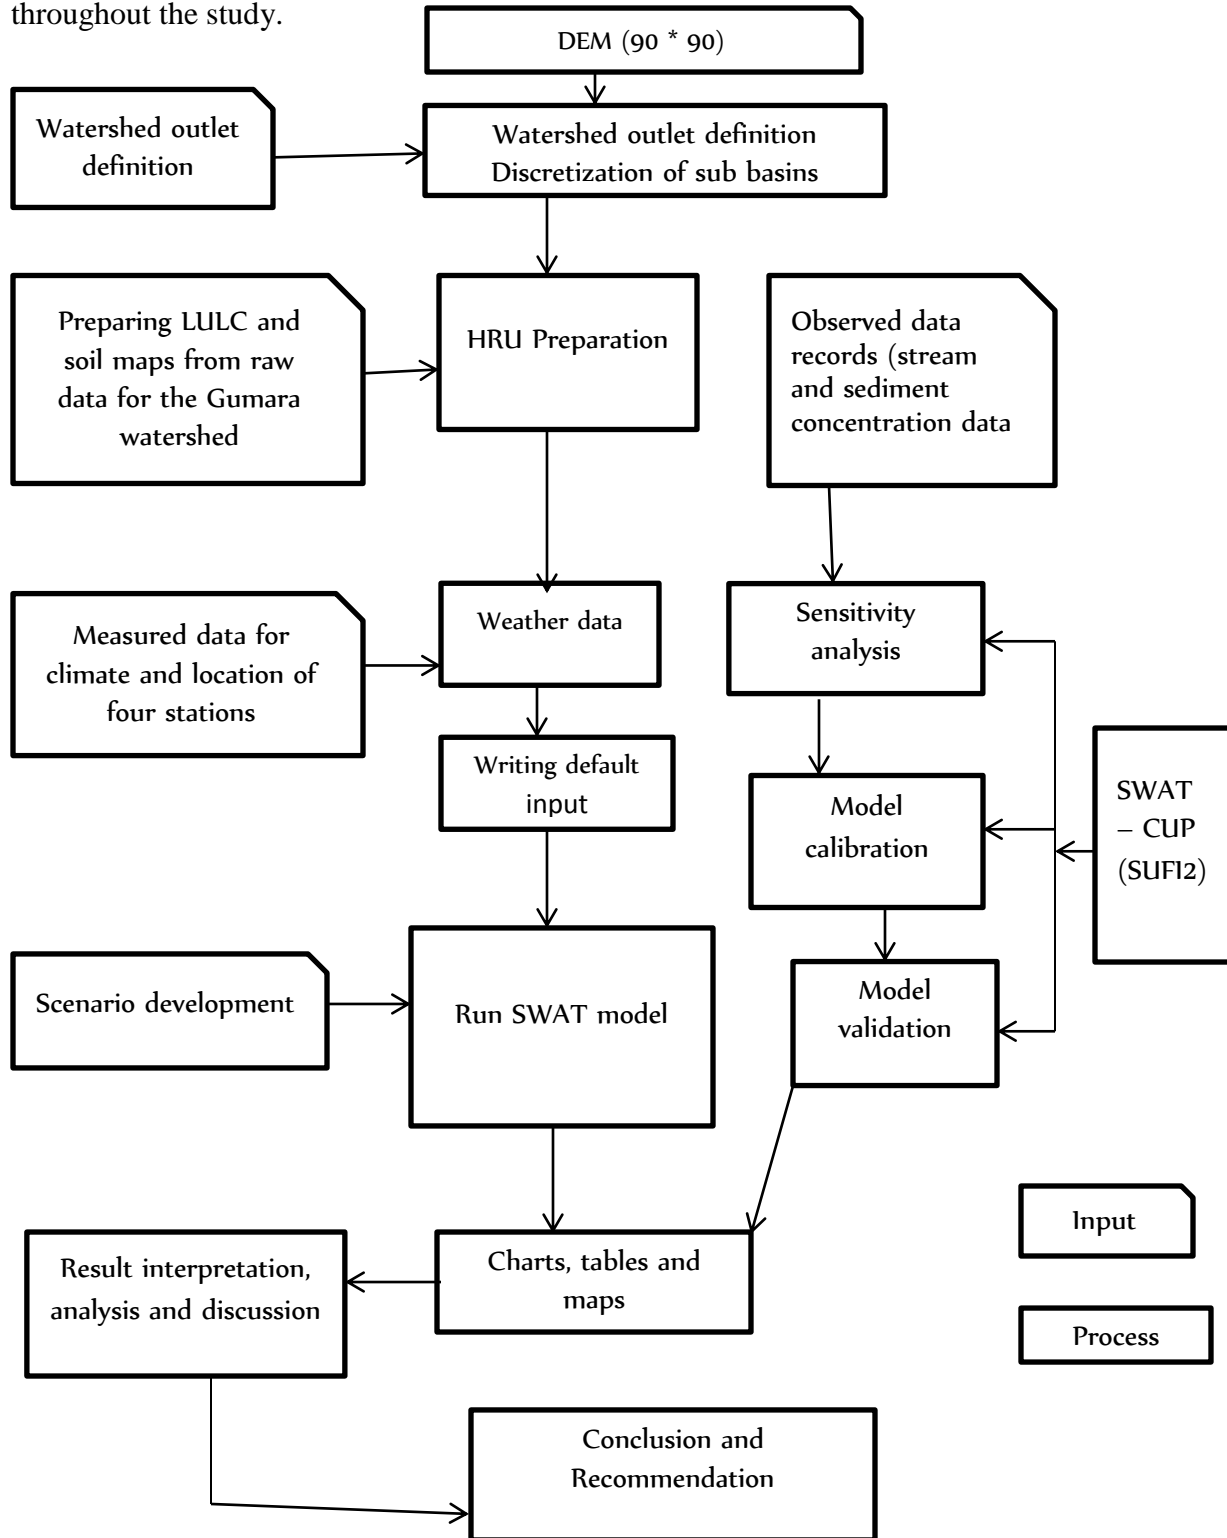 throughout the study.
DEM (90 * 90)
Watershed outlet
definition
Watershed outlet definition
Discretization of sub basins
Preparing LULC and
soil maps from raw
data for the Gumara
watershed
HRU Preparation
Observed data
records (stream
and sediment
concentration data
Measured data for
climate and location of
four stations
Weather data
Sensitivity
analysis
Writing default
input
Model
calibration
SWAT
– CUP
(SUFI2)
Scenario development
Run SWAT model
Model
validation
Result interpretation,
analysis and discussion
Charts, tables and
maps
Input
Process
Conclusion and
Recommendation